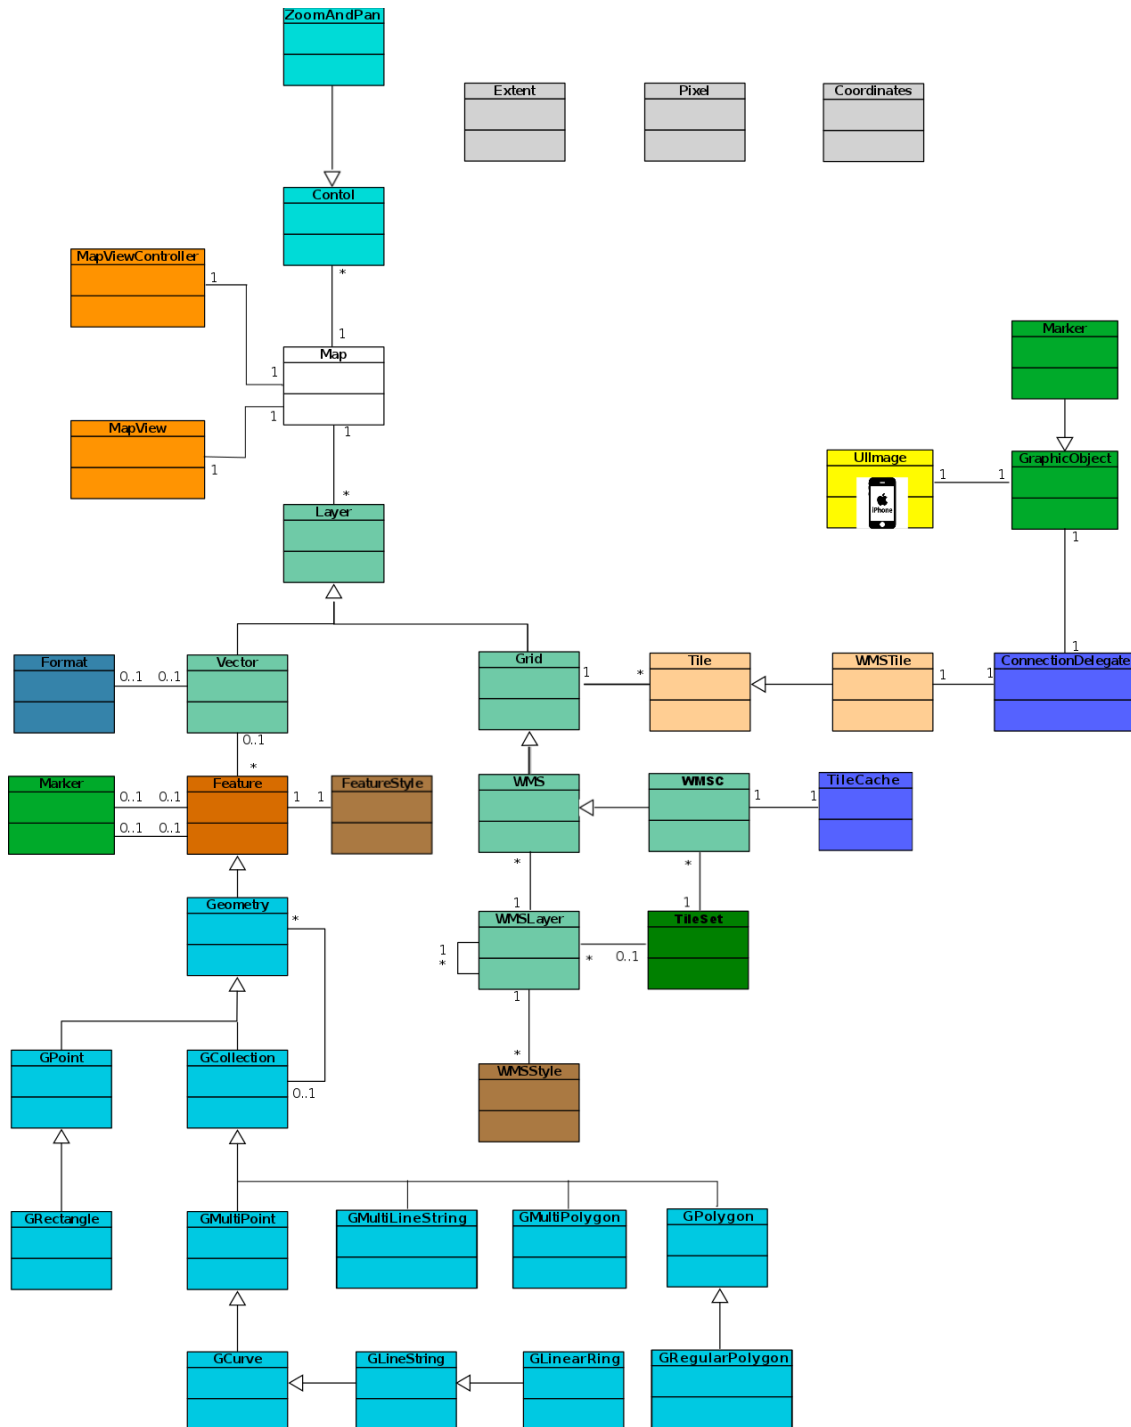 ZoomAndPan
Extent
Pixel
Coordinates
Contol
*
MapViewController
1
1
Map
1
1
1
MapView
1
*
Layer
Marker
UIImage
iPhone
1
1
GraphicObject
1
1
Format
0..1
0..1
Vector
0..1
*
Grid
1
*
Tile
WMSTile
1
1
ConnectionDelegate
Marker
0..1
0..1
0..1
0..1
Feature
1
1
FeatureStyle
WMS
*
WMSC
1
1
TileCache
*
Geometry
*
1
WMSLayer
1
*
*
0..1
1
TileSet
1
*
GPoint
GCollection
0..1
WMSStyle
GRectangle
GMultiPoint
GMultiLineString
GMultiPolygon
GPolygon
GCurve
GLineString
GLinearRing
GRegularPolygon